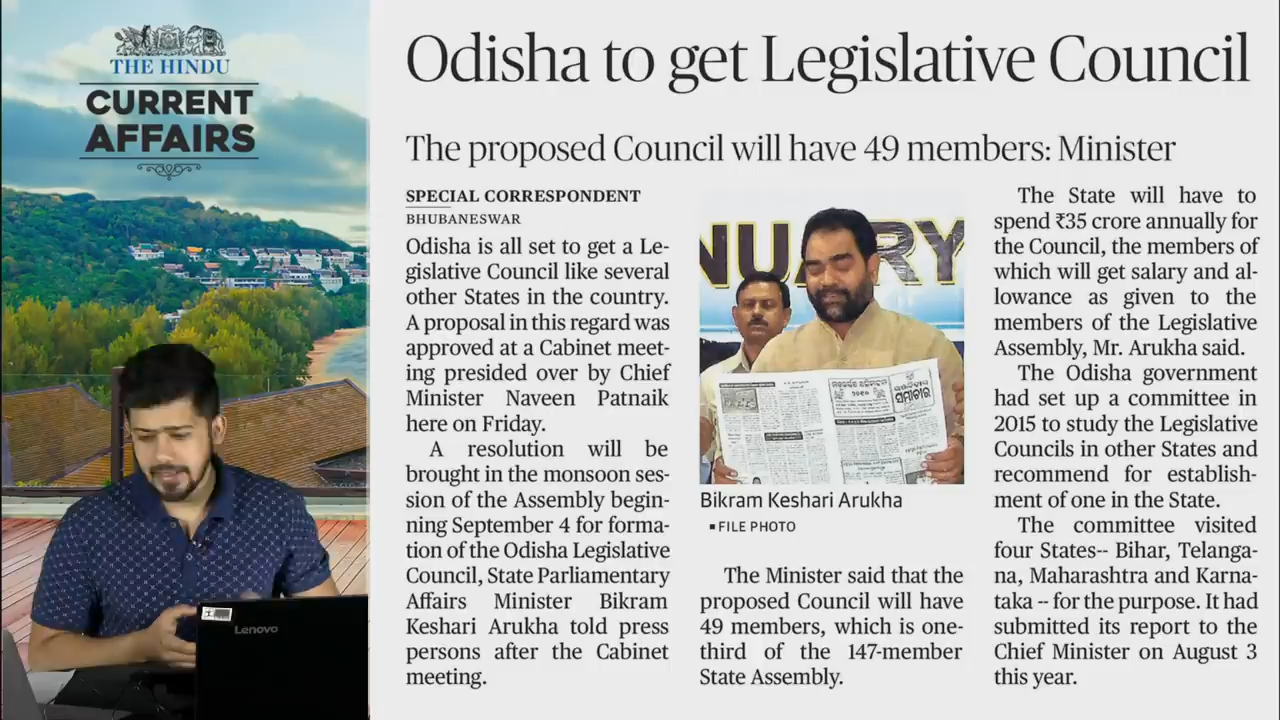 THE HINDU
CURRENT
AFFAIRS
Odisha to get Legislative Council
The proposed Council will have 49 members: Minister
SPECIAL CORRESPONDENT
BHUBANESWAR
Odisha is all set to get a Le-
gislative Council like several
other States in the country.
A proposal in this regard was
approved at a Cabinet meet-
ing presided over by Chief
Minister Naveen Patnaik
here on Friday.
A resolution will be
brought in the monsoon ses-
sion of the Assembly begin-
ning September 4 for forma-
tion of the Odisha Legislative
Council, State Parliamentary
Affairs Minister Bikram
Keshari Arukha told press
persons after the Cabinet
meeting.
NUARY
ସମାଚାର
Bikram Keshari Arukha
▪FILE PHOTO
The Minister said that the
proposed Council will have
49 members, which is one-
third of the 147-member
State Assembly.
The State will have to
spend ₹35 crore annually for
the Council, the members of
which will get salary and al-
lowance as given to the
members of the Legislative
Assembly, Mr. Arukha said.
The Odisha government
had set up a committee in
2015 to study the Legislative
Councils in other States and
recommend for establish-
ment of one in the State.
The committee visited
four States-- Bihar, Telanga-
na, Maharashtra and Karna-
taka -- for the purpose. It had
submitted its report to the
Chief Minister on August 3
this year.
Lenovo